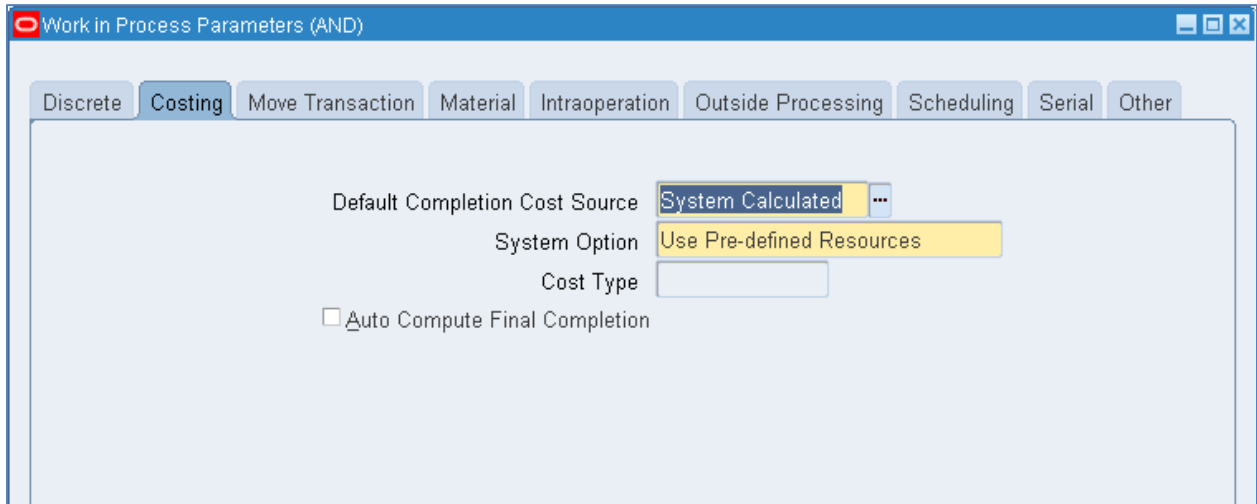 Work in Process Parameters (AND)
Discrete Costing Move Transaction Material Intraoperation Outside Processing Scheduling Serial Other
Default Completion Cost Source System Calculated ...
System Option Use Pre-defined Resources
Cost Type
Auto Compute Final Completion